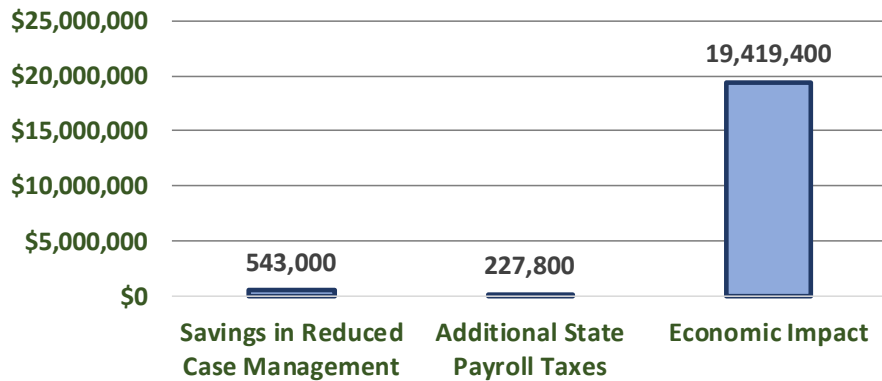 $25,000,000
$20,000,000
$15,000,000
$10,000,000
$5,000,000
$0
543,000
227,800
19,419,400
Savings in Reduced
Case Management
Additional State
Payroll Taxes
Economic Impact